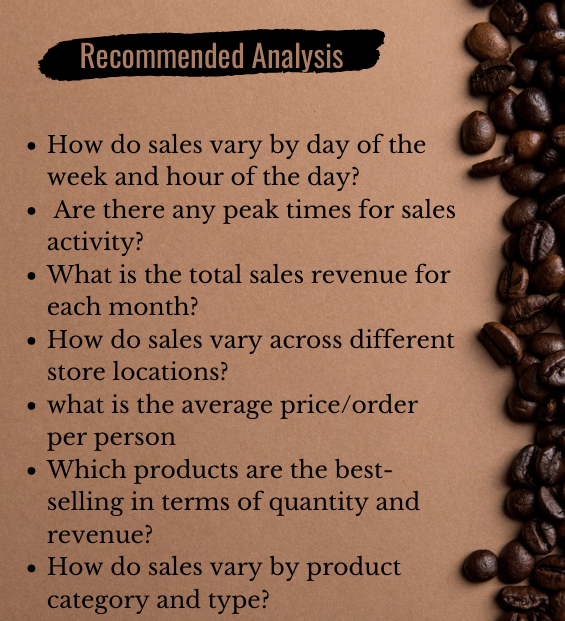 Recommended Analysis
• How do sales vary by day of the
week and hour of the day?
• Are there any peak times for sales
activity?
• What is the total sales revenue for
each month?
• How do sales vary across different
store locations?
• what is the average price/order
per person
• Which products are the best-
selling in terms of quantity and
revenue?
• How do sales vary by product
category and type?